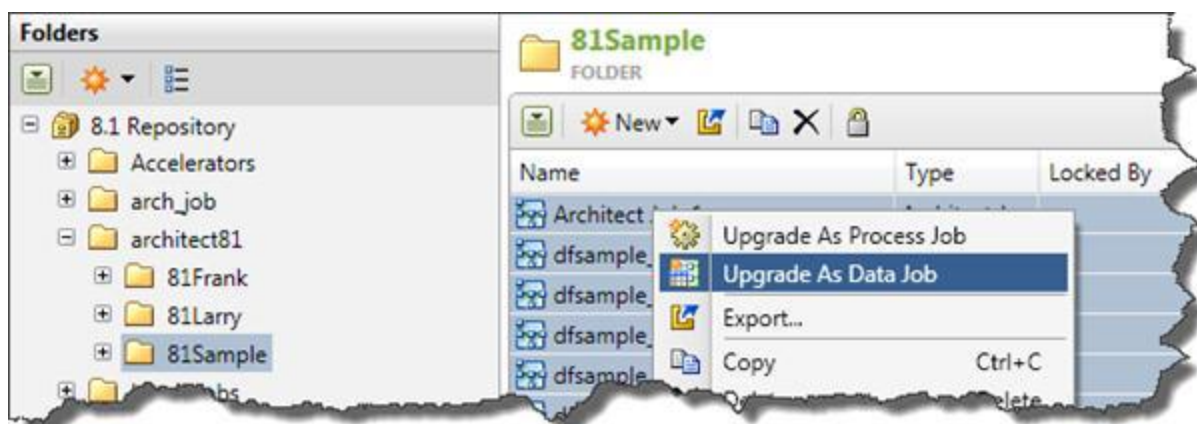 Folders
8.1 Repository
Accelerators
arch_job
architect81
81Frank
81Larry
81Sample
81Sample
FOLDER
New
Name Type Locked By
Architect
dfsample_
dfsample_
dfsample_
dfsample
Upgrade As Process Job
Upgrade As Data Job
Export...
Copy Ctrl+C